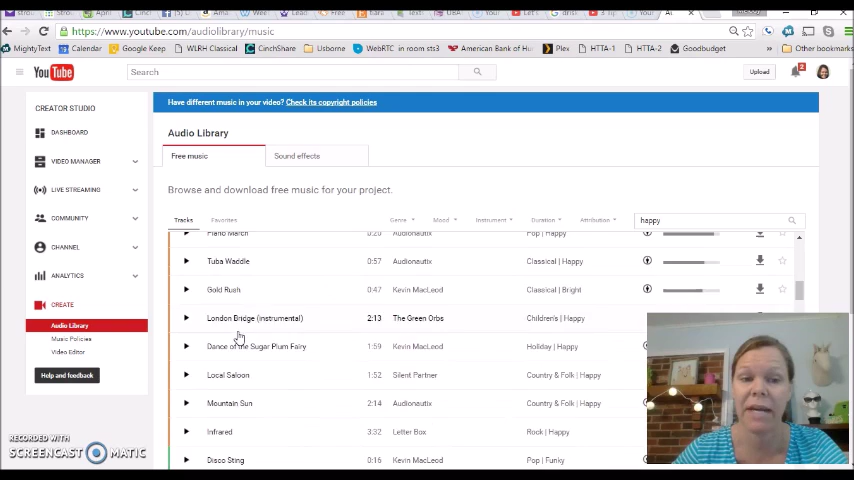 https://www.youtube.com/audiolibrary/music
MightyText Calendar Google Keep WLRH Classical CinchShare Usborne WebRTC in room sts3 American Bank of Hu Plex HTTA-1 HTTA-2 Goodbudget » Other bookmarks
YouTube Search Upload 2
CREATOR STUDIO
DASHBOARD
VIDEO MANAGER
LIVE STREAMING
COMMUNITY
CHANNEL
ANALYTICS
CREATE
Audio Library
Music Policies
Video Editor
Help and feedback
Have different music in your video? Check its copyright policies
Audio Library
Free music Sound effects
Browse and download free music for your project.
Tracks Favorites Genre Mood Instrument Duration Attribution happy
Piano March 0:20 Audionautix Pop | Happy
Tuba Waddle 0:57 Audionautix Classical | Happy
Gold Rush 0:47 Kevin MacLeod Classical | Bright
London Bridge (Instrumental) 2:13 The Green Orbs Children's | Happy
Dance of the Sugar Plum Fairy 1:59 Kevin MacLeod Holiday | Happy
Local Saloon 1:52 Silent Partner Country & Folk | Happy
Mountain Sun 2:14 Audionautix Country & Folk | Happy
Infrared 3:32 Letter Box Rock | Happy
Disco Sting 0:16 Kevin MacLeod Pop | Funky
RECORDED WITH
SCREENCAST MATIC